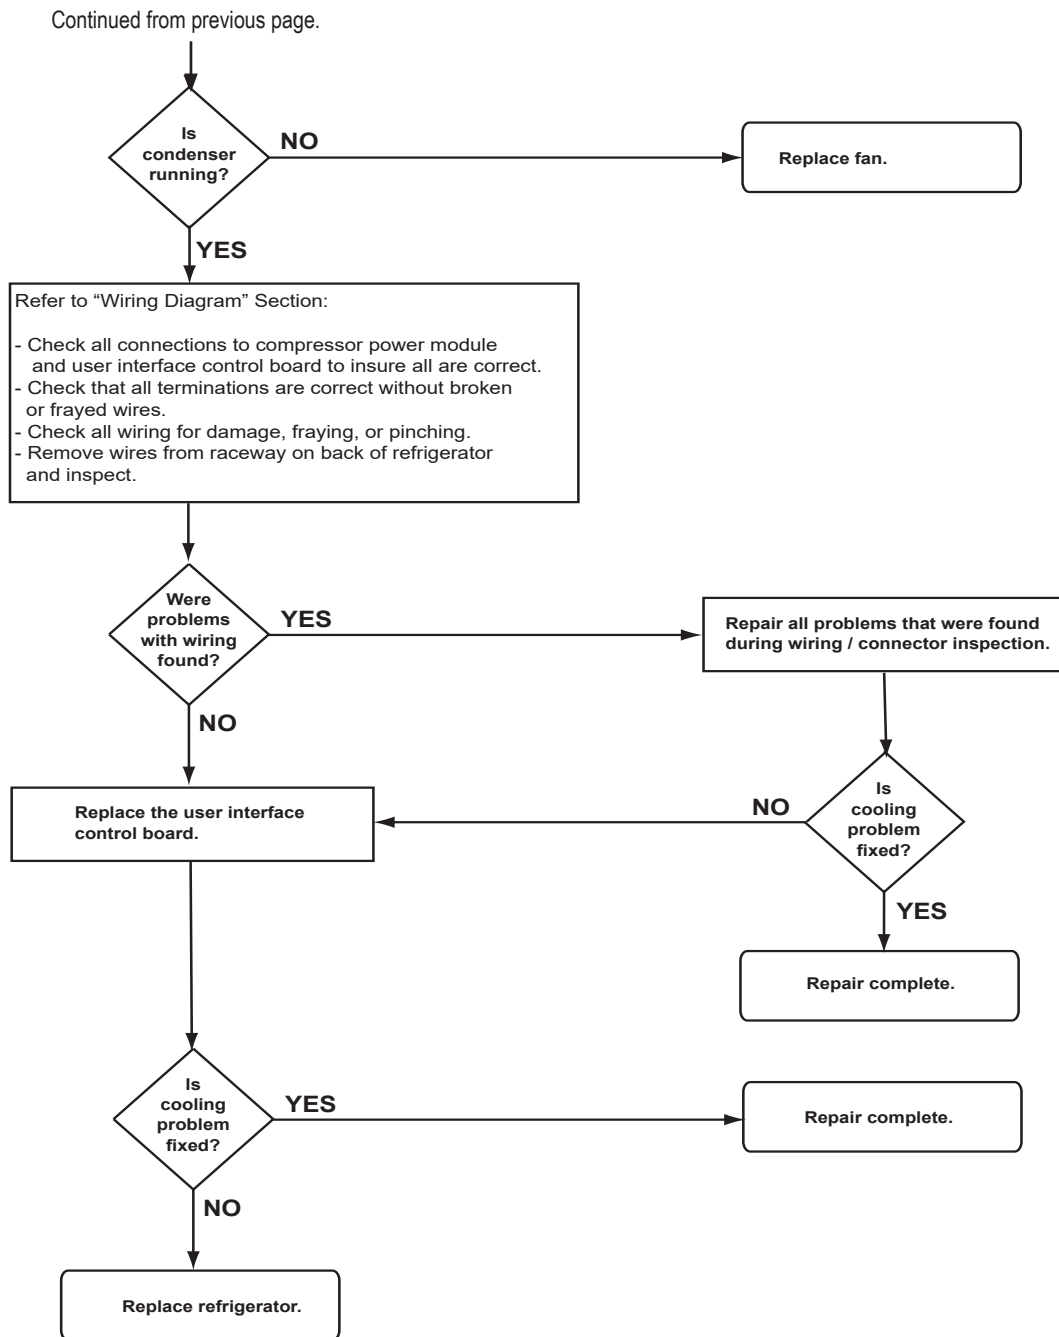 Continued from previous page.
Is
condenser
running?
NO
Replace fan.
YES
Refer to “Wiring Diagram” Section:
- Check all connections to compressor power module
and user interface control board to insure all are correct.
- Check that all terminations are correct without broken
or frayed wires.
- Check all wiring for damage, fraying, or pinching.
- Remove wires from raceway on back of refrigerator
and inspect.
Were
problems
with wiring
found?
YES
Repair all problems that were found
during wiring / connector inspection.
NO
Is
cooling
problem
fixed?
NO
Replace the user interface
control board.
YES
Repair complete.
Is
cooling
problem
fixed?
YES
Repair complete.
NO
Replace refrigerator.